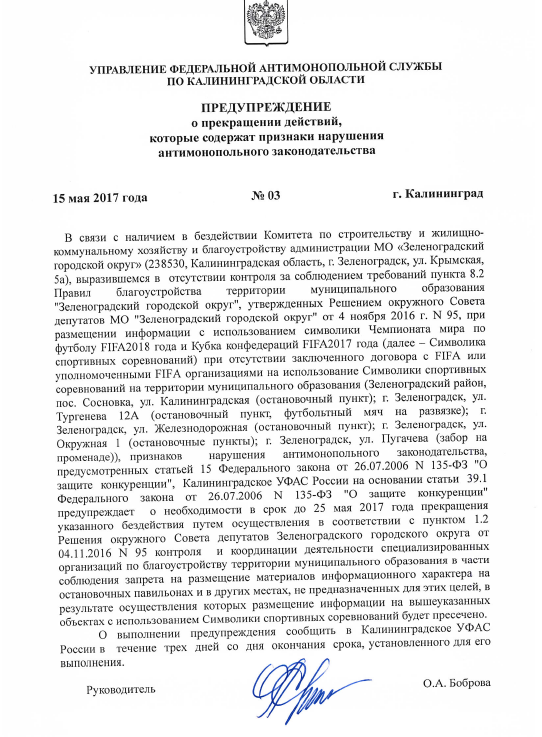 УПРАВЛЕНИЕ ФЕДЕРАЛЬНОЙ АНТИМОНОПОЛЬНОЙ СЛУЖБЫ
ПО КАЛИНИНГРАДСКОЙ ОБЛАСТИ
ПРЕДУПРЕЖДЕНИЕ
о прекращении действий,
которые содержат признаки нарушения
антимонопольного законодательства
15 мая 2017 года № 03 г. Калининград
В связи с наличием в бездействии Комитета по строительству и жилищно-
коммунальному хозяйству и благоустройству администрации МО «Зеленоградский
городской округ» (238530, Калининградская область, г. Зеленоградск, ул. Крымская,
5а), выразившемся в отсутствии контроля за соблюдением требований пункта 8.2
Правил благоустройства территории муниципального образования
"Зеленоградский городской округ", утвержденных Решением окружного Совета
депутатов МО "Зеленоградский городской округ" от 4 ноября 2016 г. N 95, при
размещении информации с использованием символики Чемпионата мира по
футболу FIFA2018 года и Кубка конфедераций FIFA2017 года (далее – Символика
спортивных соревнований) при отсутствии заключенного договора с FIFA или
уполномоченными FIFA организациями на использование Символики спортивных
соревнований на территории муниципального образования (Зеленоградский район,
пос. Сосновка, ул. Калининградская (остановочный пункт); г. Зеленоградск, ул.
Тургенева 12А (остановочный пункт, футбольтный мяч на развязке); г.
Зеленоградск, ул. Железнодорожная (остановочный пункт); г. Зеленоградск, ул.
Окружная 1 (остановочные пункты); г. Зеленоградск, ул. Пугачева (забор на
променаде)), признаков нарушения антимонопольного законодательства,
предусмотренных статьей 15 Федерального закона от 26.07.2006 N 135-ФЗ "О
защите конкуренции", Калининградское УФАС России на основании статьи 39.1
Федерального закона от 26.07.2006 N 135-ФЗ "О защите конкуренции"
предупреждает о необходимости в срок до 25 мая 2017 года прекращения
указанного бездействия путем осуществления в соответствии с пунктом 1.2
Решения окружного Совета депутатов Зеленоградского городского округа от
04.11.2016 N 95 контроля и координации деятельности специализированных
организаций по благоустройству территории муниципального образования в части
соблюдения запрета на размещение материалов информационного характера на
остановочных павильонах и в других местах, не предназначенных для этих целей, в
результате осуществления которых размещение информации на вышеуказанных
объектах с использованием Символики спортивных соревнований будет пресечено.
О выполнении предупреждения сообщить в Калининградское УФАС
России в течение трех дней со дня окончания срока, установленного для его
выполнения.
Руководитель О.А. Боброва